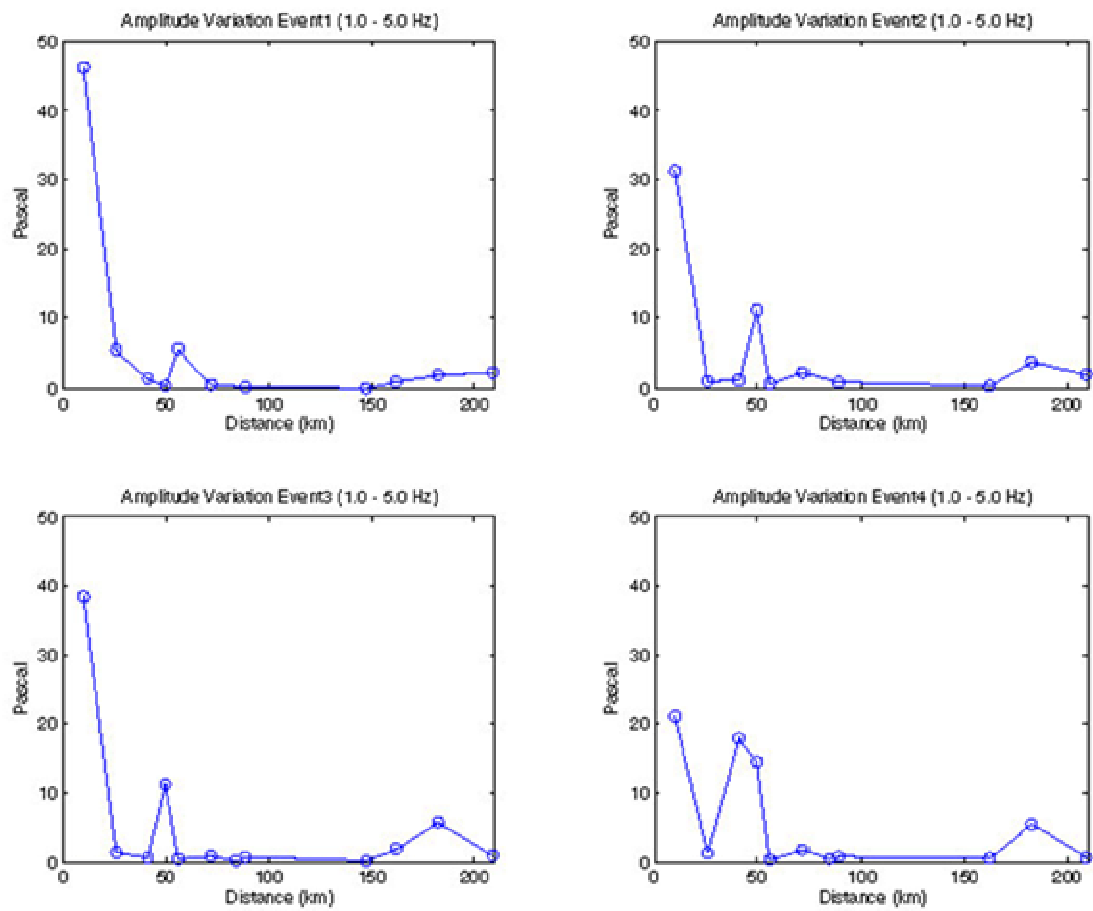 Amplitude Variation Event1 (1.0 - 5.0 Hz)
50
40
30
20
10
0
Pascal
0 50 100 150 200
Distance (km)
Amplitude Variation Event2 (1.0 - 5.0 Hz)
50
40
30
20
10
0
Pascal
0 50 100 150 200
Distance (km)
Amplitude Variation Event3 (1.0 - 5.0 Hz)
50
40
30
20
10
0
Pascal
0 50 100 150 200
Distance (km)
Amplitude Variation Event4 (1.0 - 5.0 Hz)
50
40
30
20
10
0
Pascal
0 50 100 150 200
Distance (km)